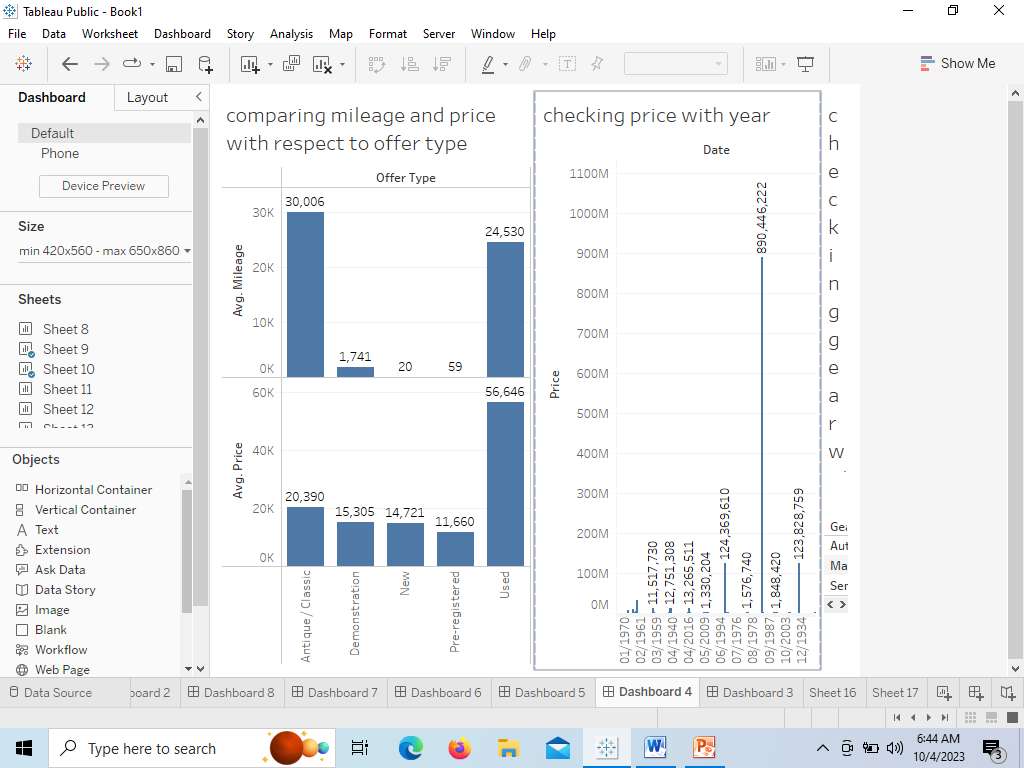 Tableau Public - Book1
File Data Worksheet Dashboard Story Analysis Map Format Server Window Help
Show Me
Dashboard Layout
Default
Phone
Device Preview
Size
min 420x560 - max 650x860
Sheets
Sheet 8
Sheet 9
Sheet 10
Sheet 11
Sheet 12
Objects
Horizontal Container
Vertical Container
Text
Extension
Ask Data
Data Story
Image
Blank
Workflow
Web Page
comparing mileage and price
with respect to offer type
Offer Type
Avg. Mileage
30K
20K
10K
0K
30,006
1,741
20
59
24,530
Avg. Price
60K
40K
20K
0K
20,390
15,305
14,721
11,660
56,646
Antique / Classic
Demonstration
New
Pre-registered
Used
checking price with year
Date
Price
1100M
1000M
900M
800M
700M
600M
500M
400M
300M
200M
100M
0M
11,517,730
12,751,308
13,265,511
1,330,204
124,369,610
1,576,740
890,446,222
1,848,420
123,828,759
01/1970
02/1961
03/1959
04/1940
04/2016
05/2009
06/1994
07/1976
08/1978
09/1987
10/2003
12/1934
c
h
e
c
k
i
n
g
g
e
a
r
w
Gea
Aut
Ma
Ser
Data Source board 2 Dashboard 8 Dashboard 7 Dashboard 6 Dashboard 5 Dashboard 4 Dashboard 3 Sheet 16 Sheet 17
Type here to search
6:44 AM
10/4/2023
3